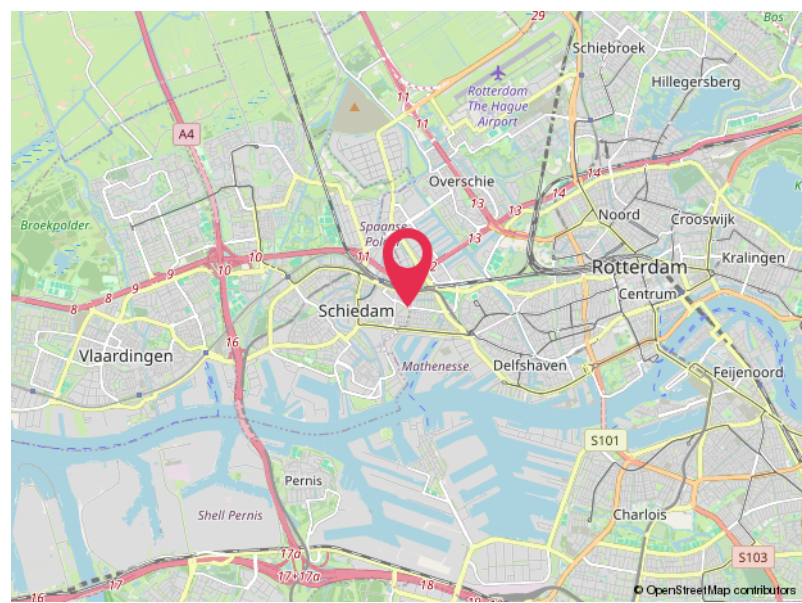 29
Schiebroek
Bos
Hillegersberg
Rotterdam
The Hague
Airport
11
11
A4
14
14
Overschie
13
13
13
Noord
Crooswijk
Broekpolder
Spaanse
10
10
11
Kralingen
Rotterdam
9
9
8
8
Centrum
Schiedam
16
Vlaardingen
Mathenesse
Delfshaven
Feijenoord
S101
Pernis
Shell Pernis
Charlois
17a
S103
16
17
17+17a
18
19
© OpenStreetMap contributors